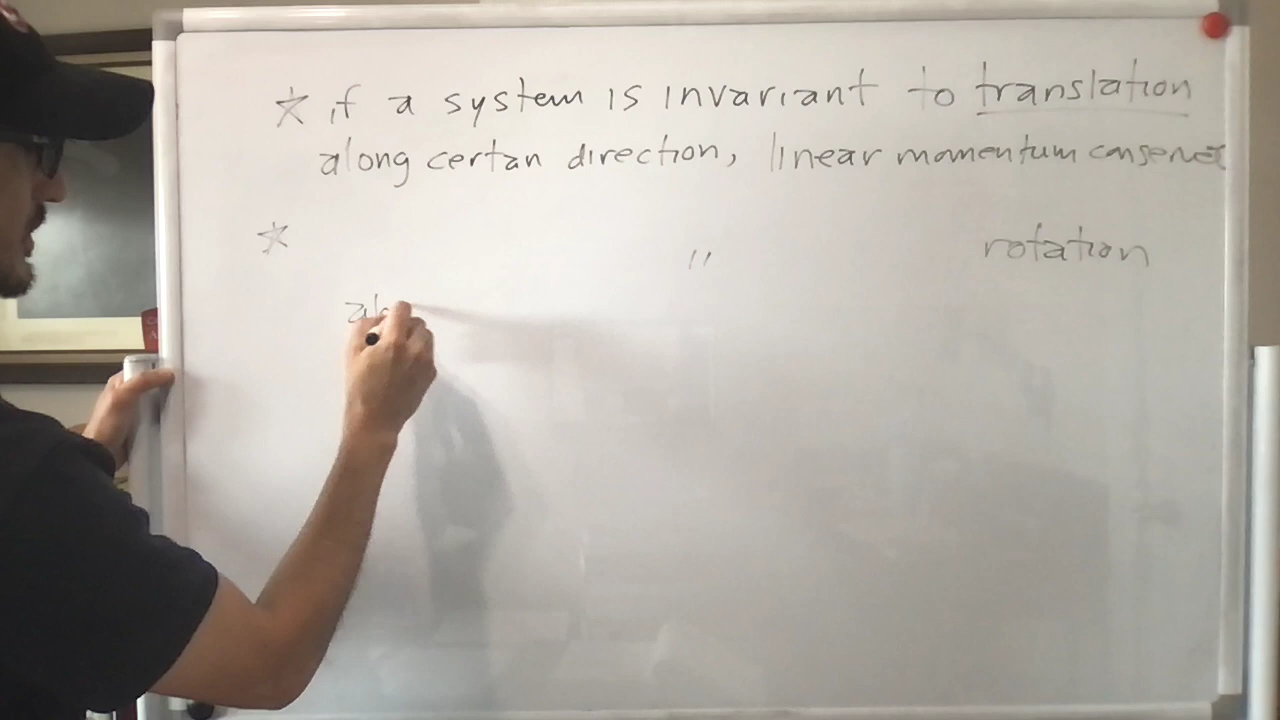 ☆ if a system is invariant to translation
along certan direction, linear momentum conserved
☆ " rotation